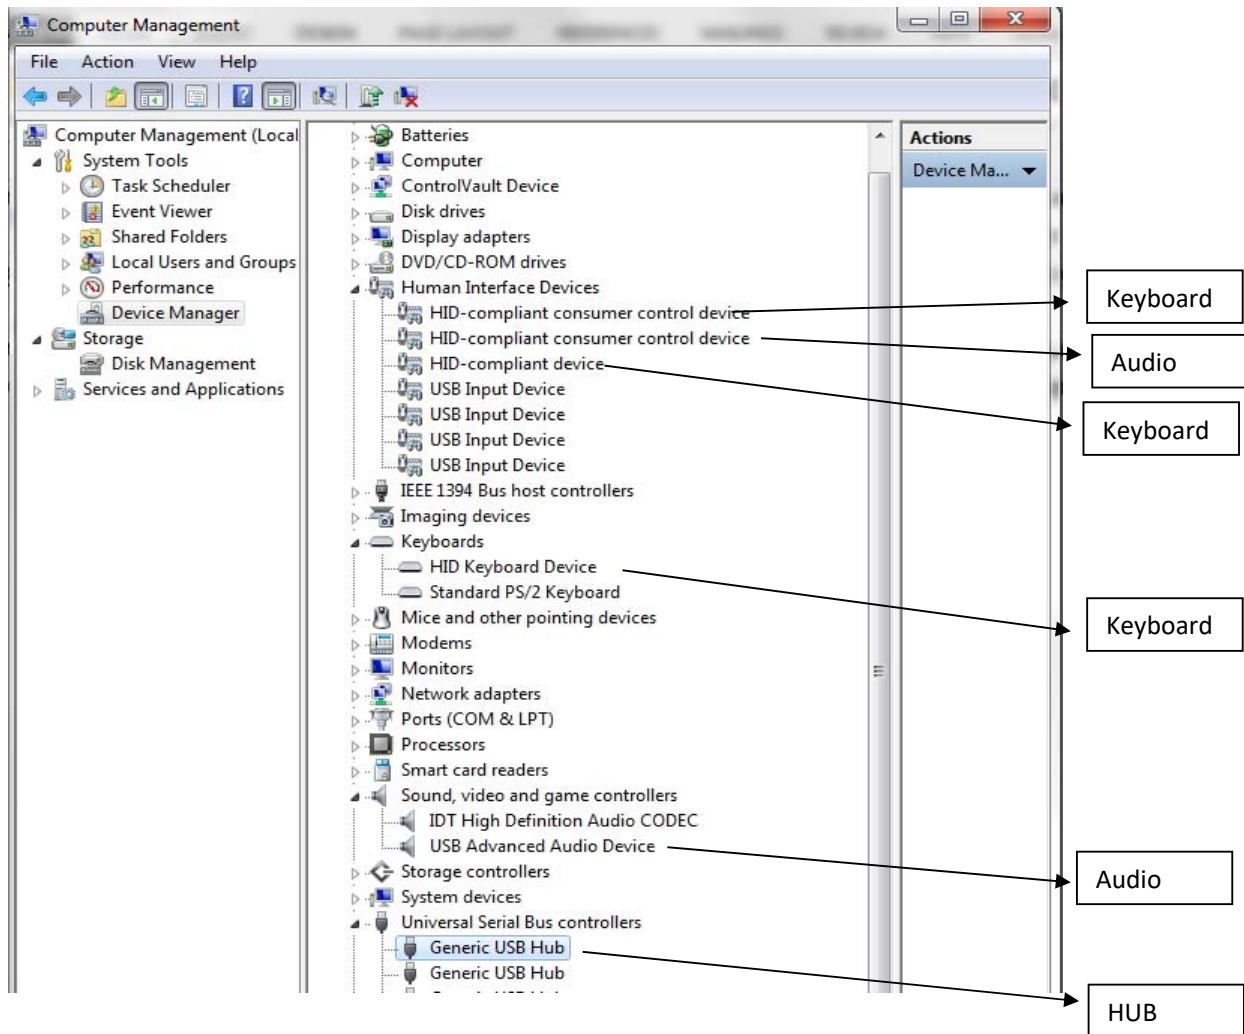 Computer Management
File Action View Help
Computer Management (Local
System Tools
Task Scheduler
Event Viewer
Shared Folders
Local Users and Groups
Performance
Device Manager
Storage
Disk Management
Services and Applications
Batteries
Computer
ControlVault Device
Disk drives
Display adapters
DVD/CD-ROM drives
Human Interface Devices
HID-compliant consumer control device
HID-compliant consumer control device
HID-compliant device
USB Input Device
USB Input Device
USB Input Device
USB Input Device
IEEE 1394 Bus host controllers
Imaging devices
Keyboards
HID Keyboard Device
Standard PS/2 Keyboard
Mice and other pointing devices
Modems
Monitors
Network adapters
Ports (COM & LPT)
Processors
Smart card readers
Sound, video and game controllers
IDT High Definition Audio CODEC
USB Advanced Audio Device
Storage controllers
System devices
Universal Serial Bus controllers
Generic USB Hub
Generic USB Hub
Actions
Device Ma...
Keyboard
Audio
Keyboard
Keyboard
Audio
HUB